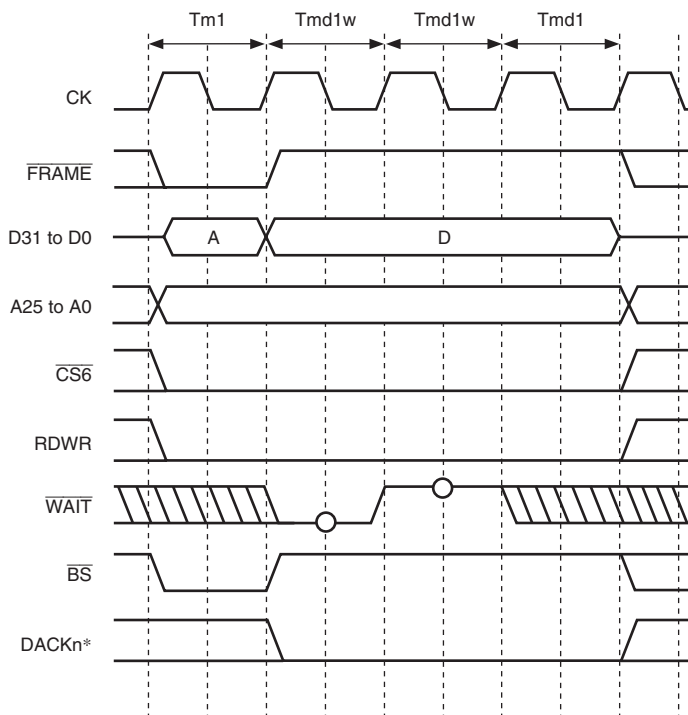 Tm1 Tmd1w Tmd1w Tmd1
CK
FRAME
D31 to D0 A D
A25 to A0
CS6
RDWR
WAIT
BS
DACKn*